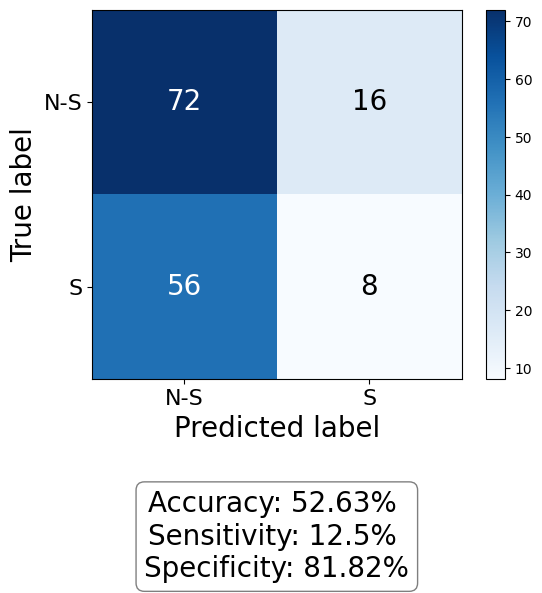 70
N-S
72
16
60
50
True label
40
30
S
56
8
20
10
N-S
S
Predicted label
Accuracy: 52.63%
Sensitivity: 12.5%
Specificity: 81.82%